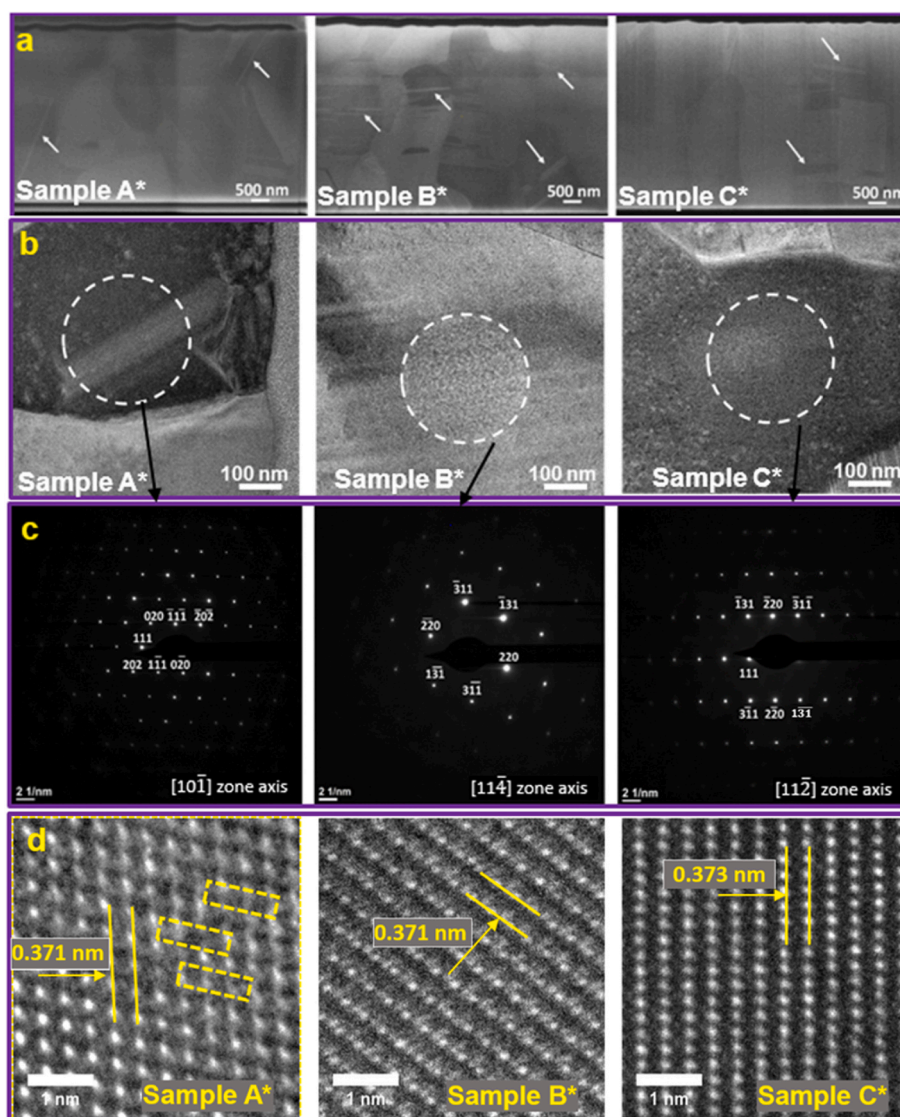 a
Sample A*
500 nm
Sample B*
500 nm
Sample C*
500 nm
b
Sample A*
100 nm
Sample B*
100 nm
Sample C*
100 nm
c
020 1̅11̅ 2̅02̅
111
202 11̅1 02̅0
2 1/nm
[101̅] zone axis
3̅11
1̅31
2̅2̅0
220
13̅1
31̅1̅
2 1/nm
[114̅] zone axis
1̅31 2̅20 3̅11̅
111
31̅1 22̅0 13̅1̅
2 1/nm
[112̅] zone axis
d
0.371 nm
1 nm
Sample A*
0.371 nm
1 nm
Sample B*
0.373 nm
1 nm
Sample C*